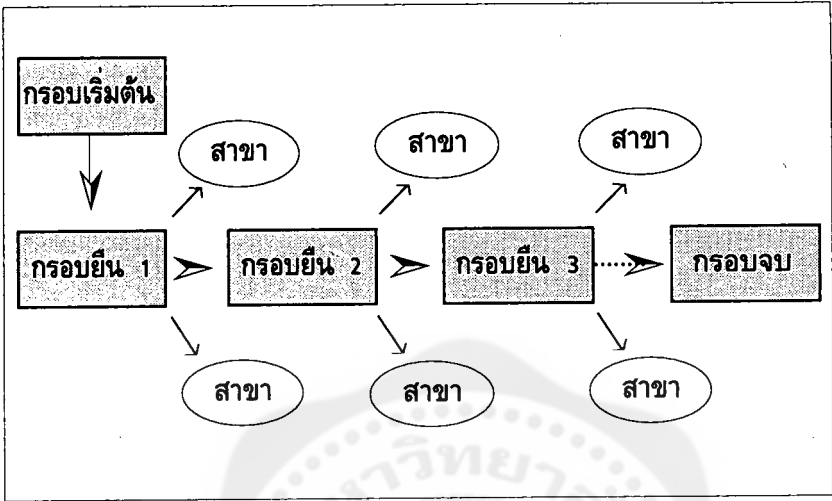 กรอบเริ่มต้น
สาขา สาขา สาขา
กรอบยืน 1 กรอบยืน 2 กรอบยืน 3 กรอบจบ
สาขา สาขา สาขา